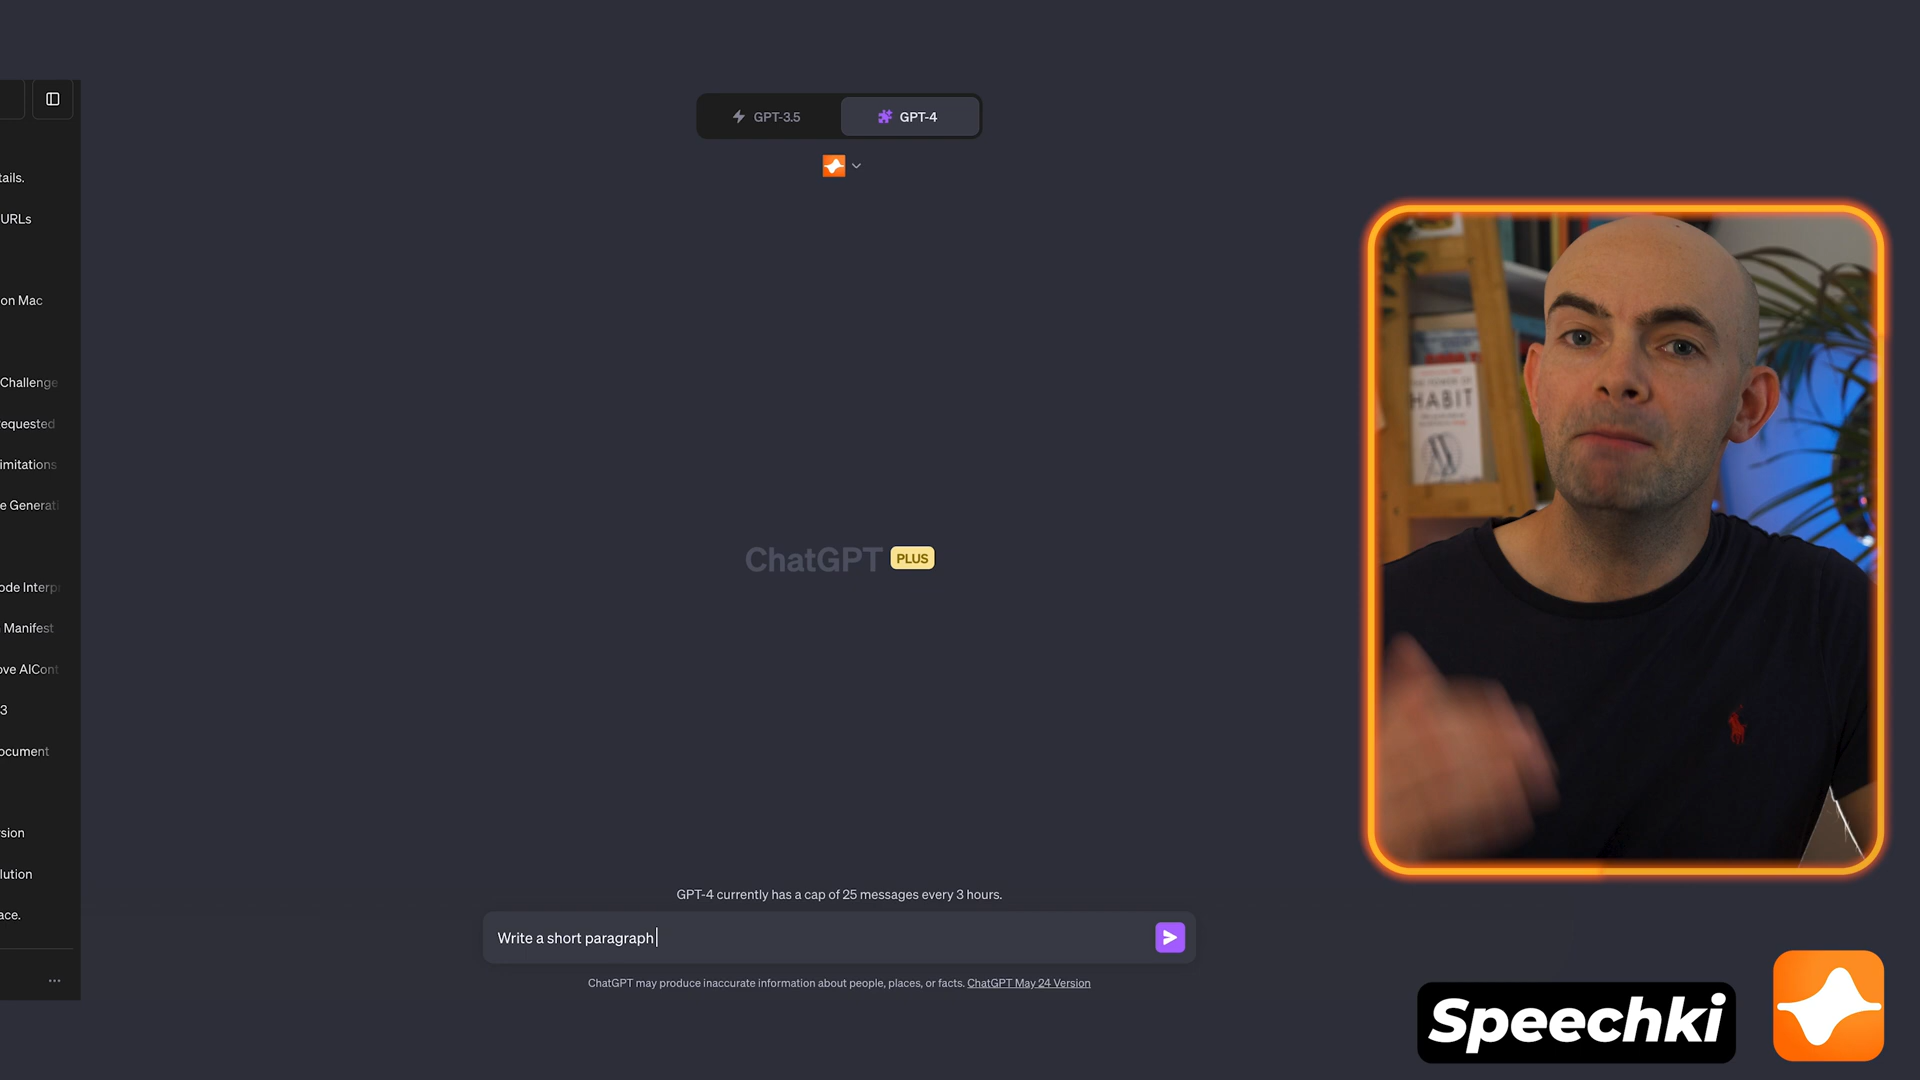 GPT-3.5
GPT-4
tails.
URLs
on Mac
Challenge
equested
imitations
e Generati
ode Interp
Manifest
ove AICont
3
ocument
sion
lution
ace.
ChatGPT PLUS
HABIT
GPT-4 currently has a cap of 25 messages every 3 hours.
Write a short paragraph
ChatGPT may produce inaccurate information about people, places, or facts. ChatGPT May 24 Version
Speechki